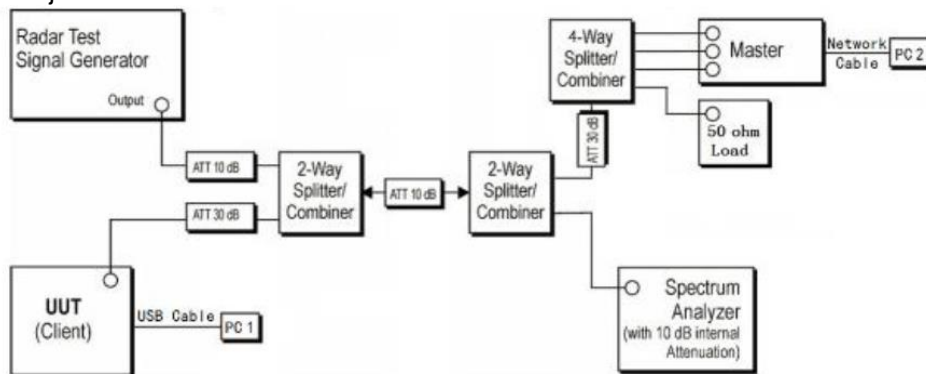 Radar Test
Signal Generator
Output
ATT 10 dB
ATT 30 dB
2-Way
Splitter/
Combiner
ATT 10 dB
2-Way
Splitter/
Combiner
ATT 30 dB
4-Way
Splitter/
Combiner
Master
Network
Cable
PC 2
50 ohm
Load
UUT
(Client)
USB Cable
PC 1
Spectrum
Analyzer
(with 10 dB internal
Attenuation)